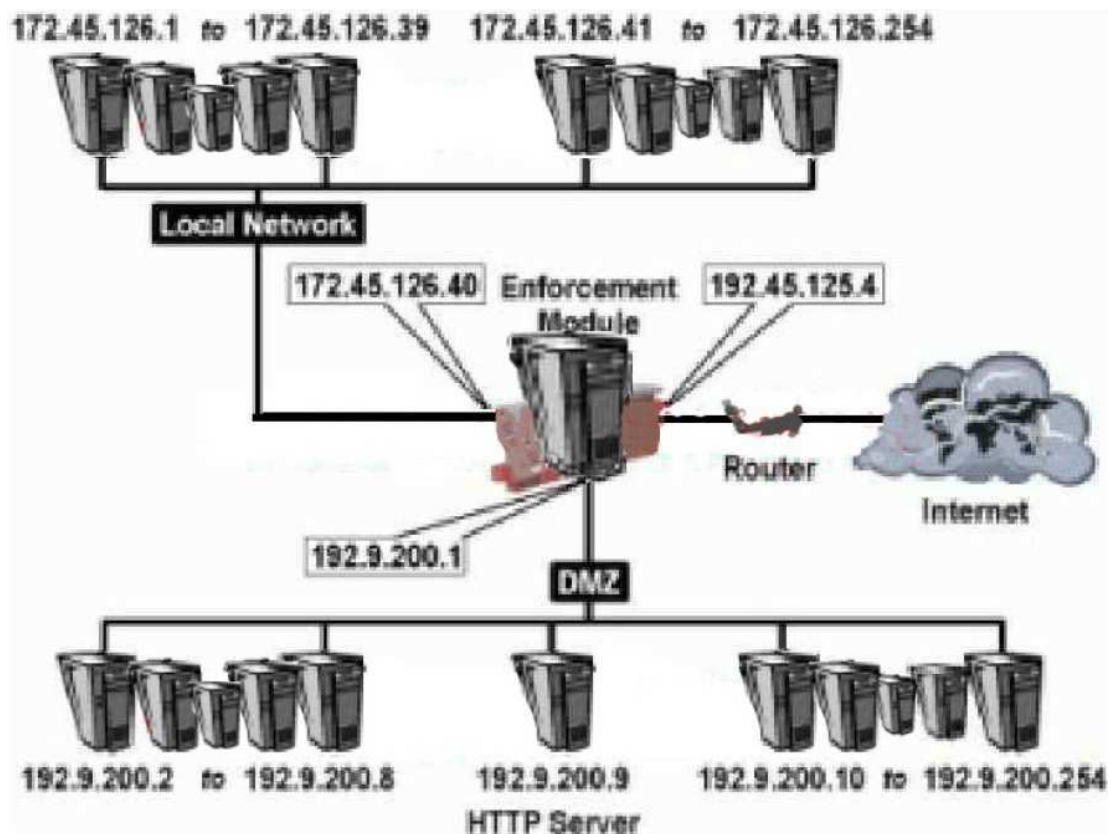 172.45.126.1 to 172.45.126.39
172.45.126.41 to 172.45.126.254
Local Network
172.45.126.40
Enforcement
Module
192.45.125.4
Router
Internet
192.9.200.1
DMZ
192.9.200.2 to 192.9.200.8
192.9.200.9
192.9.200.10 to 192.9.200.254
HTTP Server